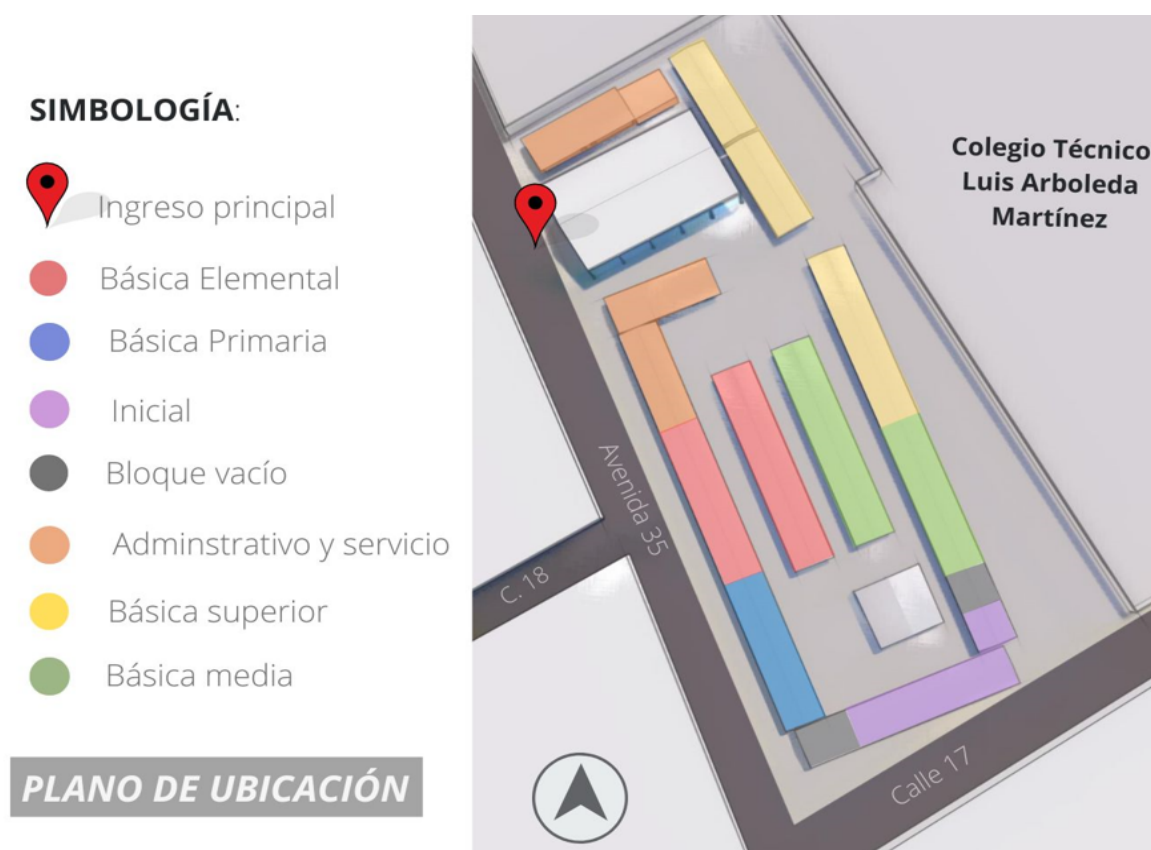 SIMBOLOGÍA:
Ingreso principal
Básica Elemental
Básica Primaria
Inicial
Bloque vacío
Adminstrativo y servicio
Básica superior
Básica media
PLANO DE UBICACIÓN
Colegio Técnico
Luis Arboleda
Martínez
Avenida 35
C. 18
Calle 17